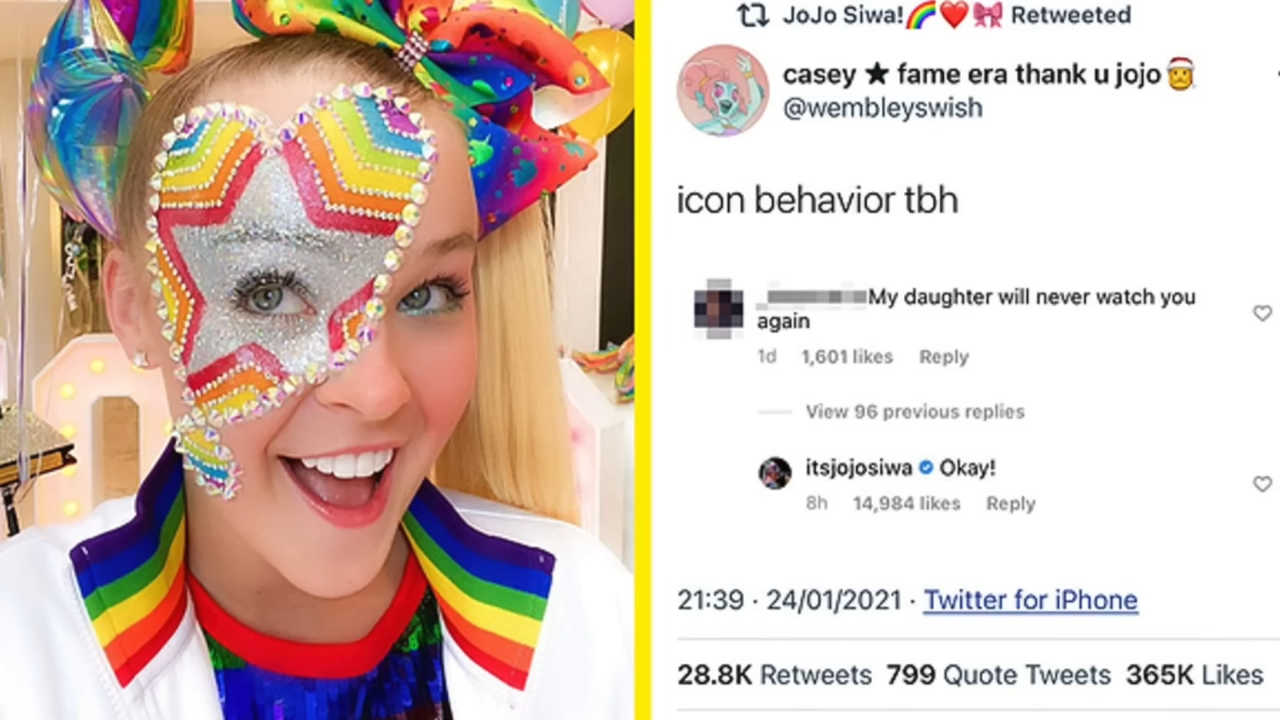 JoJo Siwa!🌈❤️🎀 Retweeted
casey ★ fame era thank u jojo🤶
@wembleyswish
icon behavior tbh
My daughter will never watch you
again
1d 1,601 likes Reply
View 96 previous replies
itsjojosiwa Okay!
8h 14,984 likes Reply
21:39 · 24/01/2021 · Twitter for iPhone
28.8K Retweets 799 Quote Tweets 365K Likes